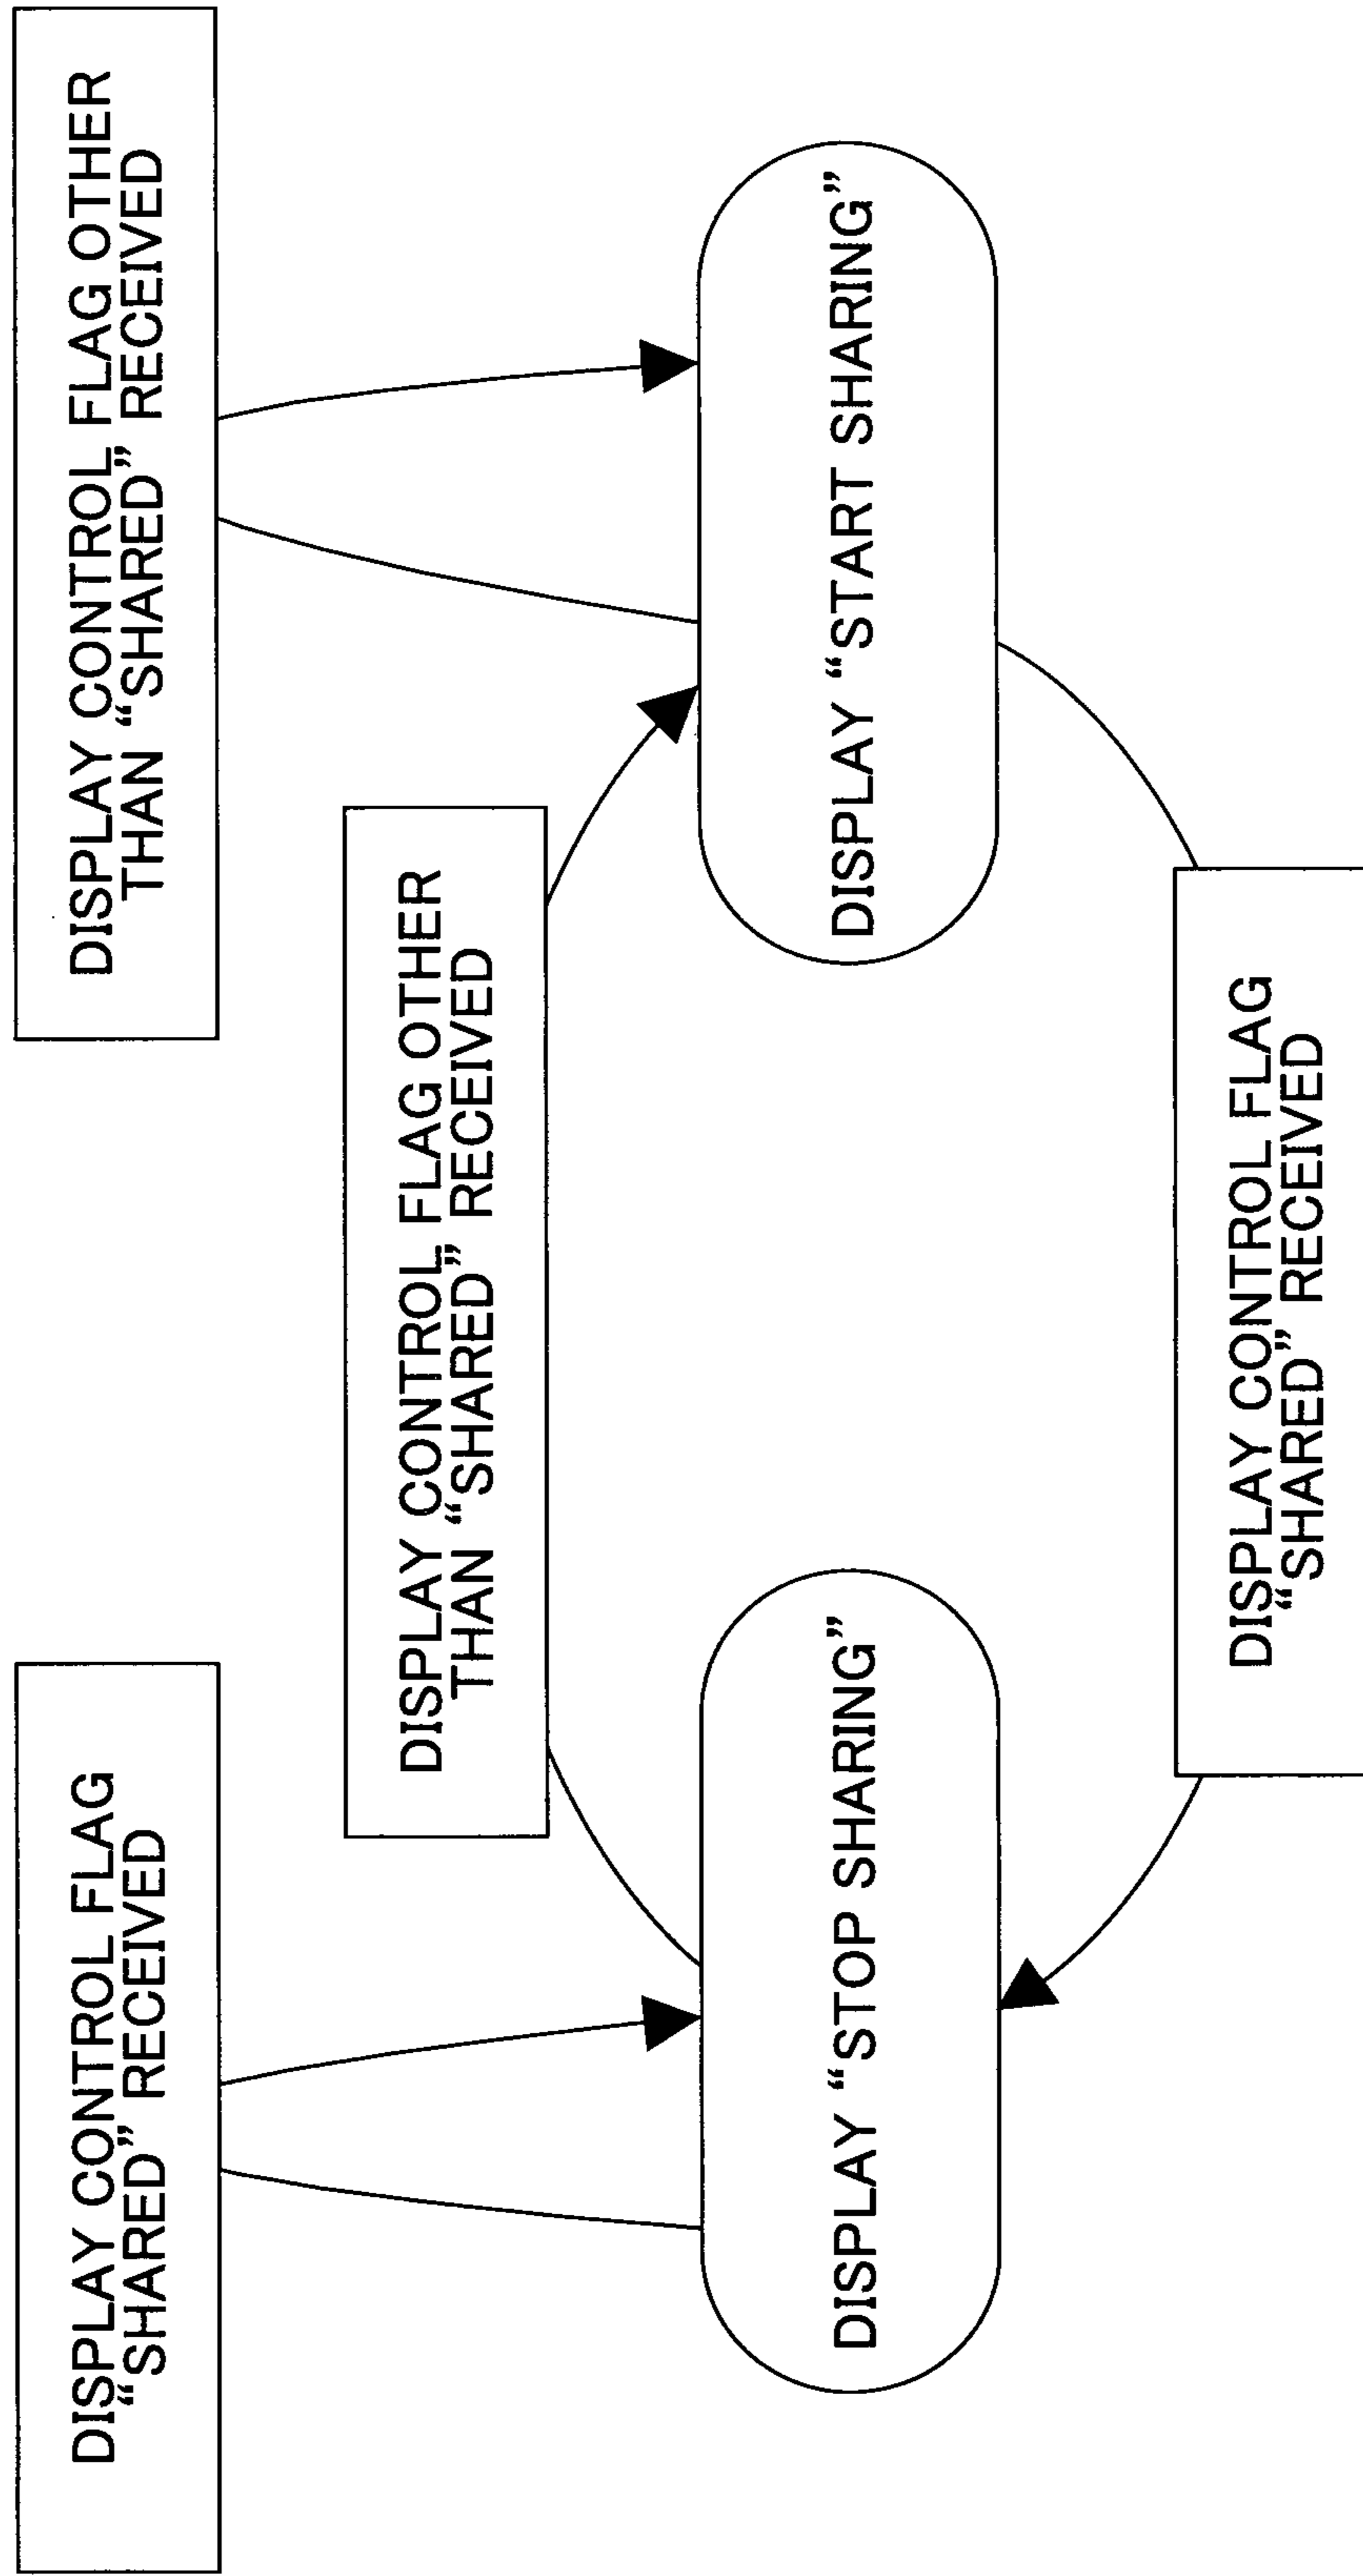 DISPLAY CONTROL FLAG
“SHARED” RECEIVED
DISPLAY CONTROL FLAG OTHER
THAN “SHARED” RECEIVED
DISPLAY CONTROL FLAG OTHER
THAN “SHARED” RECEIVED
DISPLAY “STOP SHARING”
DISPLAY “START SHARING”
DISPLAY CONTROL FLAG
“SHARED” RECEIVED